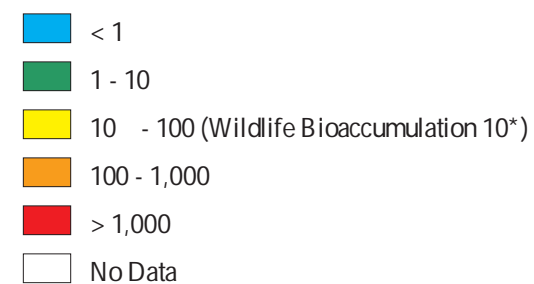 < 1
1 - 10
10 - 100 (Wildlife Bioaccumulation 10*)
100 - 1,000
> 1,000
No Data